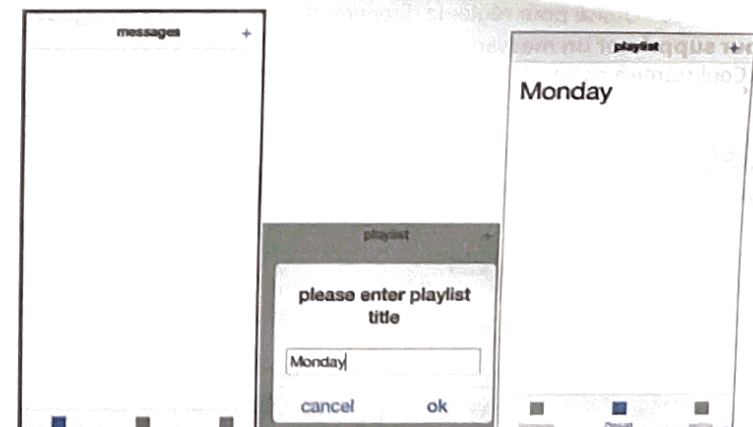 messages +
playlist +
Monday
playlist
please enter playlist
title
Monday
cancel ok